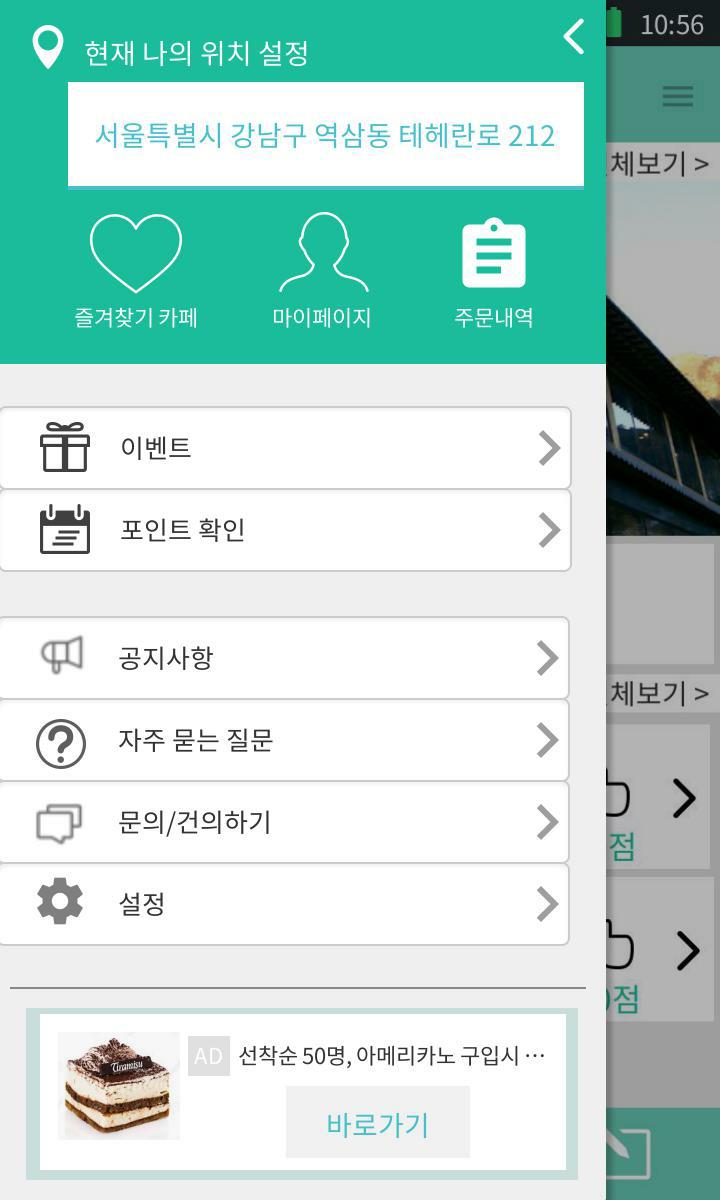 현재 나의 위치 설정
10:56
서울특별시 강남구 역삼동 테헤란로 212
체보기 >
즐겨찾기 카페
마이페이지
주문내역
이벤트
포인트 확인
공지사항
체보기 >
자주 묻는 질문
문의/건의하기
점
설정
점
AD 선착순 50명, 아메리카노 구입시 ···
Tiramisu
바로가기